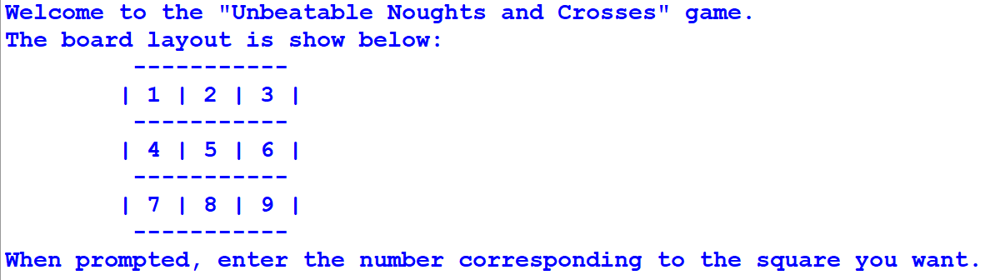 Welcome to the "Unbeatable Noughts and Crosses" game.
The board layout is show below:
-----------
| 1 | 2 | 3 |
-----------
| 4 | 5 | 6 |
-----------
| 7 | 8 | 9 |
-----------
When prompted, enter the number corresponding to the square you want.